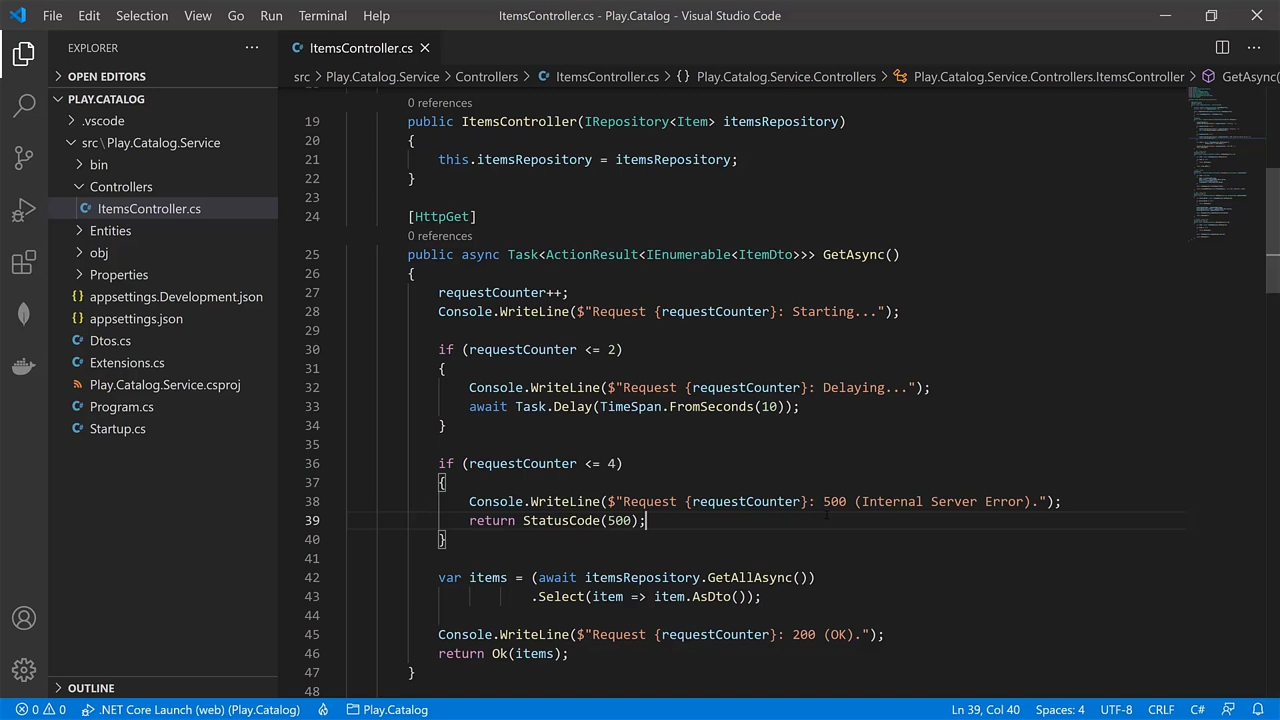 File Edit Selection View Go Run Terminal Help
ItemsController.cs - Play.Catalog - Visual Studio Code
EXPLORER
OPEN EDITORS
PLAY.CATALOG
.vscode
src \ Play.Catalog.Service
bin
Controllers
ItemsController.cs
Entities
obj
Properties
{} appsettings.Development.json
{} appsettings.json
Dtos.cs
Extensions.cs
Play.Catalog.Service.csproj
Program.cs
Startup.cs
OUTLINE
ItemsController.cs
src > Play.Catalog.Service > Controllers > ItemsController.cs > {} Play.Catalog.Service.Controllers > Play.Catalog.Service.Controllers.ItemsController > GetAsync(
0 references
19 public ItemsController(IRepository<Item> itemsRepository)
20 {
21 this.itemsRepository = itemsRepository;
22 }
23
24 [HttpGet]
0 references
25 public async Task<ActionResult<IEnumerable<ItemDto>>> GetAsync()
26 {
27 requestCounter++;
28 Console.WriteLine($"Request {requestCounter}: Starting...");
29
30 if (requestCounter <= 2)
31 {
32 Console.WriteLine($"Request {requestCounter}: Delaying...");
33 await Task.Delay(TimeSpan.FromSeconds(10));
34 }
35
36 if (requestCounter <= 4)
37 {
38 Console.WriteLine($"Request {requestCounter}: 500 (Internal Server Error).");
39 return StatusCode(500);
40 }
41
42 var items = (await itemsRepository.GetAllAsync())
43 .Select(item => item.AsDto());
44
45 Console.WriteLine($"Request {requestCounter}: 200 (OK).");
46 return Ok(items);
47 }
48
0 0 .NET Core Launch (web) (Play.Catalog) Play.Catalog Ln 39, Col 40 Spaces: 4 UTF-8 CRLF C#